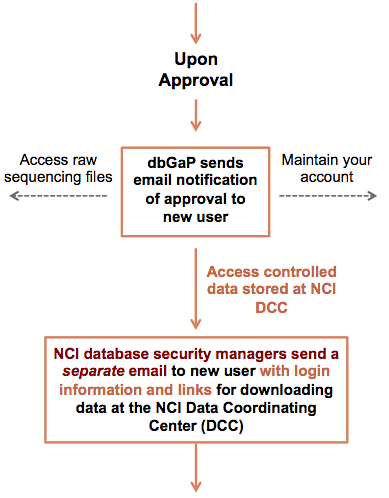 Upon
Approval
Access raw
sequencing files
dbGaP sends
email notification
of approval to
new user
Maintain your
account
Access controlled
data stored at NCI
DCC
NCI database security managers send a
separate email to new user with login
information and links for downloading
data at the NCI Data Coordinating
Center (DCC)